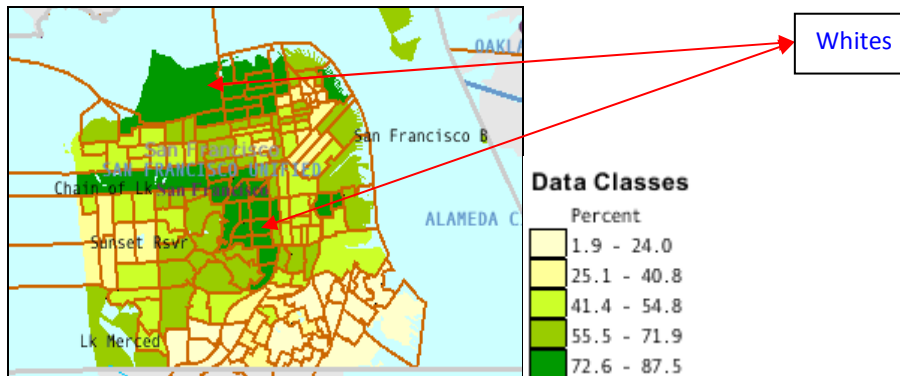 OAKLA
Whites
San Francisco B
San Francisco
SAN FRANCISCO UNIFIED
Chain of Lk
San Francisco
ALAMEDA C
Sunset Rsvr
Lk Merced
Data Classes
Percent
1.9 - 24.0
25.1 - 40.8
41.4 - 54.8
55.5 - 71.9
72.6 - 87.5